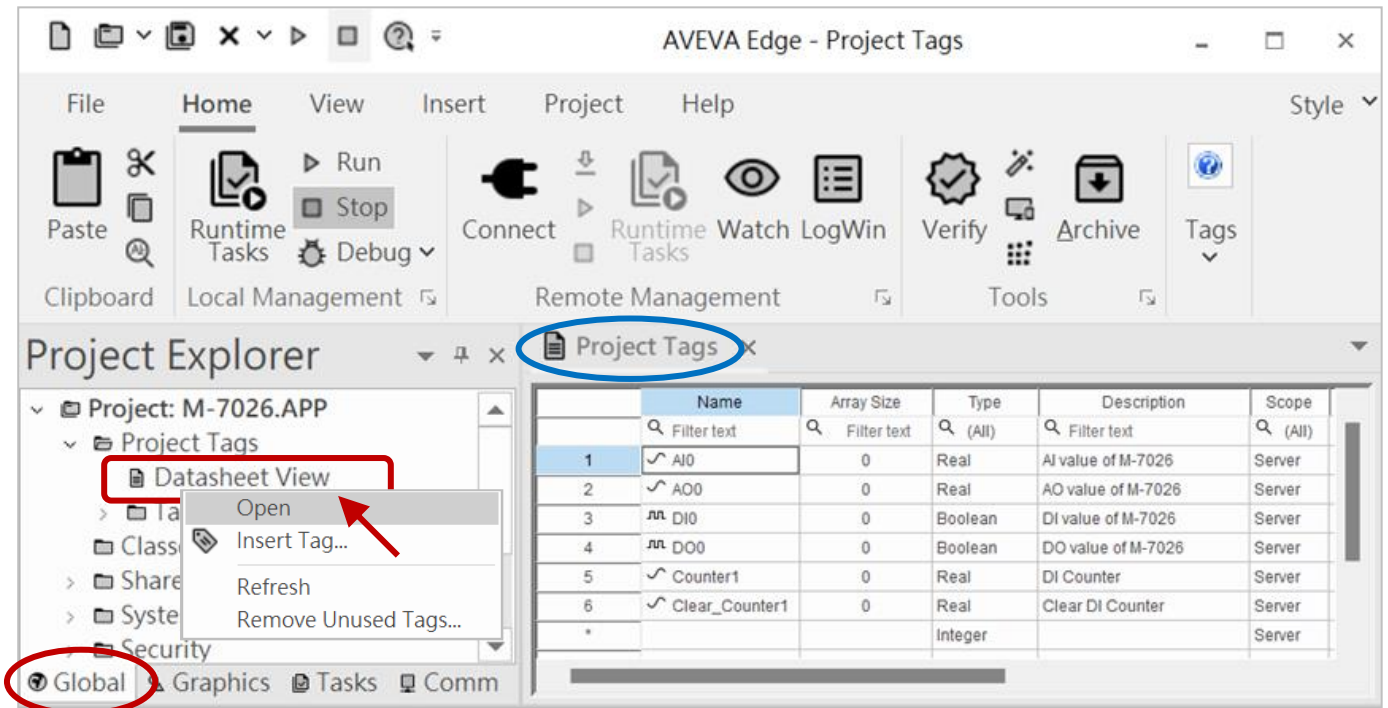 AVEVA Edge - Project Tags
File Home View Insert Project Help Style
Paste
Clipboard
Runtime Tasks
Run
Stop
Debug
Local Management
Connect
Runtime Tasks
Watch
LogWin
Remote Management
Verify
Archive
Tools
Tags
Project Explorer
Project: M-7026.APP
Project Tags
Datasheet View
Open
Insert Tag...
Refresh
Remove Unused Tags...
Security
Global Graphics Tasks Comm
Project Tags
Name Array Size Type Description Scope
Filter text Filter text (All) Filter text (All)
1 AI0 0 Real AI value of M-7026 Server
2 AO0 0 Real AO value of M-7026 Server
3 DI0 0 Boolean DI value of M-7026 Server
4 DO0 0 Boolean DO value of M-7026 Server
5 Counter1 0 Real DI Counter Server
6 Clear_Counter1 0 Real Clear DI Counter Server
* Integer Server